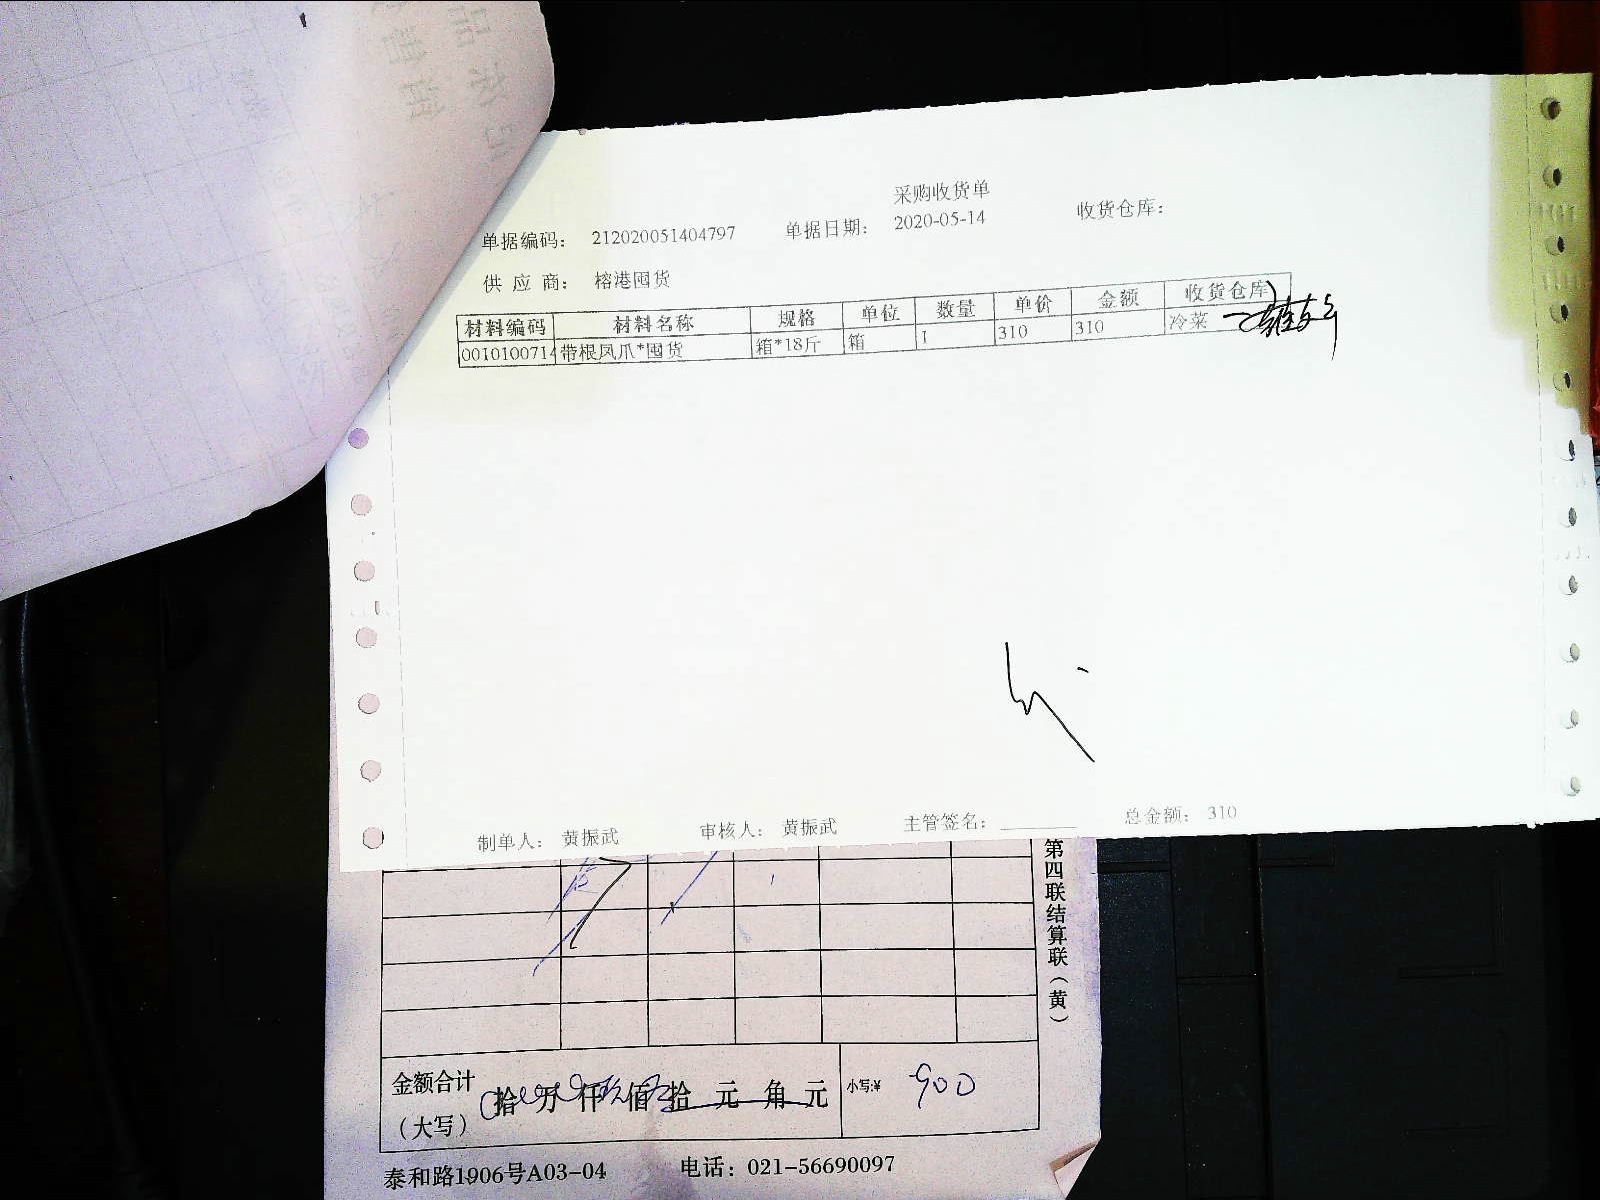 采购收货单
单据编码： 212020051404797 单据日期： 2020-05-14 收货仓库：
供 应 商： 榕港囤货
材料编码 材料名称 规格 单位 数量 单价 金额 收货仓库
0010100714 带根凤爪*囤货 箱*18斤 箱 1 310 310 冷菜
制单人： 黄振武 审核人： 黄振武 主管签名： 总金额： 310
第四联结算联（黄）
金额合计（大写） 拾 万 仟 佰 拾 元 角 元 小写:¥ 900
泰和路1906号A03-04 电话：021-56690097